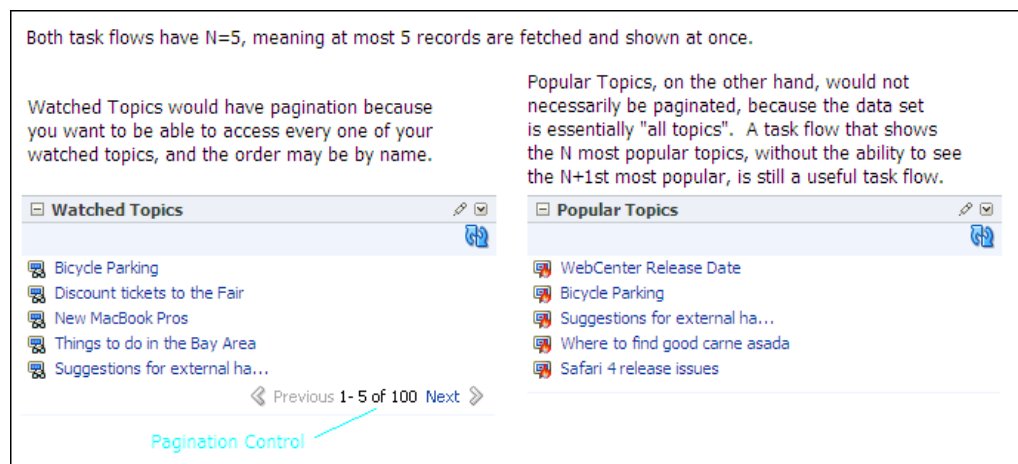 Both task flows have N=5, meaning at most 5 records are fetched and shown at once.
Watched Topics would have pagination because
you want to be able to access every one of your
watched topics, and the order may be by name.
Popular Topics, on the other hand, would not
necessarily be paginated, because the data set
is essentially "all topics".  A task flow that shows
the N most popular topics, without the ability to see
the N+1st most popular, is still a useful task flow.
Watched Topics
Bicycle Parking
Discount tickets to the Fair
New MacBook Pros
Things to do in the Bay Area
Suggestions for external ha...
Previous 1- 5 of 100 Next
Pagination Control
Popular Topics
WebCenter Release Date
Bicycle Parking
Suggestions for external ha...
Where to find good carne asada
Safari 4 release issues